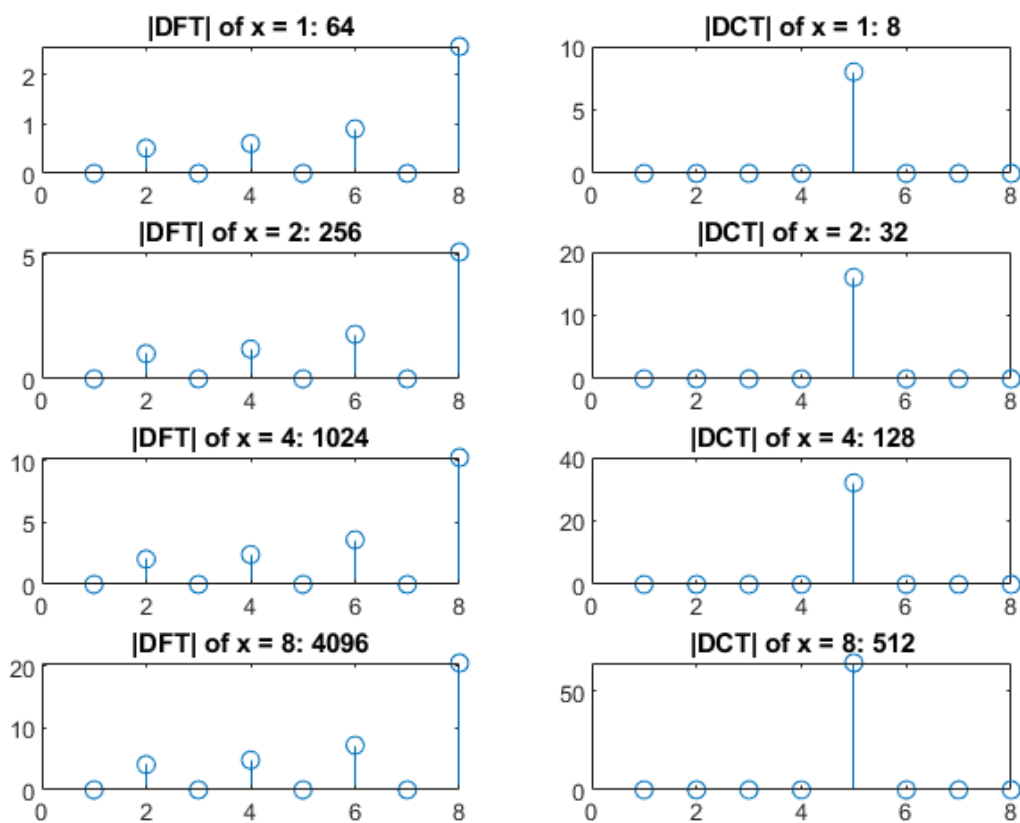 |DFT| of x = 1: 64
2
1
0
0 2 4 6 8
|DCT| of x = 1: 8
10
5
0
0 2 4 6 8
|DFT| of x = 2: 256
5
0
0 2 4 6 8
|DCT| of x = 2: 32
20
10
0
0 2 4 6 8
|DFT| of x = 4: 1024
10
5
0
0 2 4 6 8
|DCT| of x = 4: 128
40
20
0
0 2 4 6 8
|DFT| of x = 8: 4096
20
10
0
0 2 4 6 8
|DCT| of x = 8: 512
50
0
0 2 4 6 8